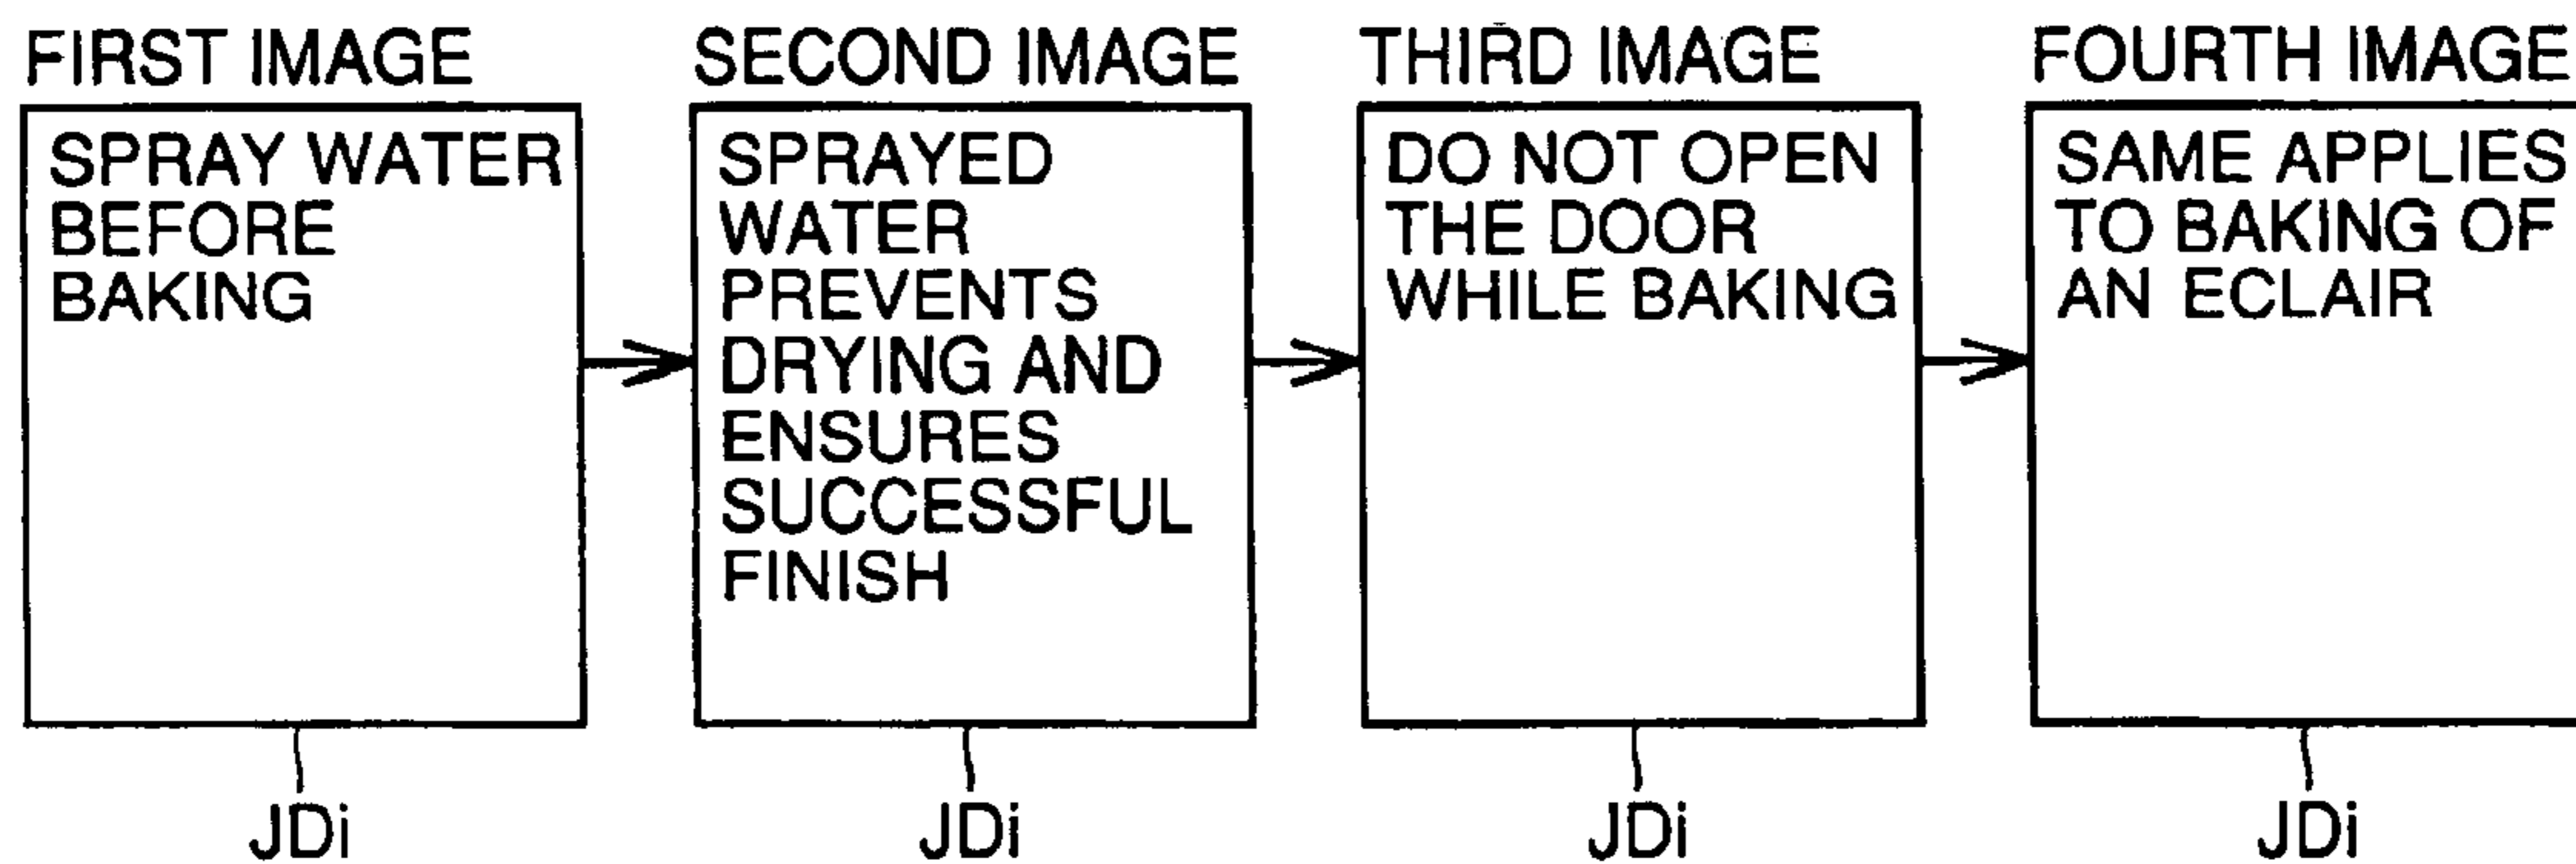 FIRST IMAGE
SPRAY WATER
BEFORE
BAKING
JDi
SECOND IMAGE
SPRAYED
WATER
PREVENTS
DRYING AND
ENSURES
SUCCESSFUL
FINISH
JDi
THIRD IMAGE
DO NOT OPEN
THE DOOR
WHILE BAKING
JDi
FOURTH IMAGE
SAME APPLIES
TO BAKING OF
AN ECLAIR
JDi